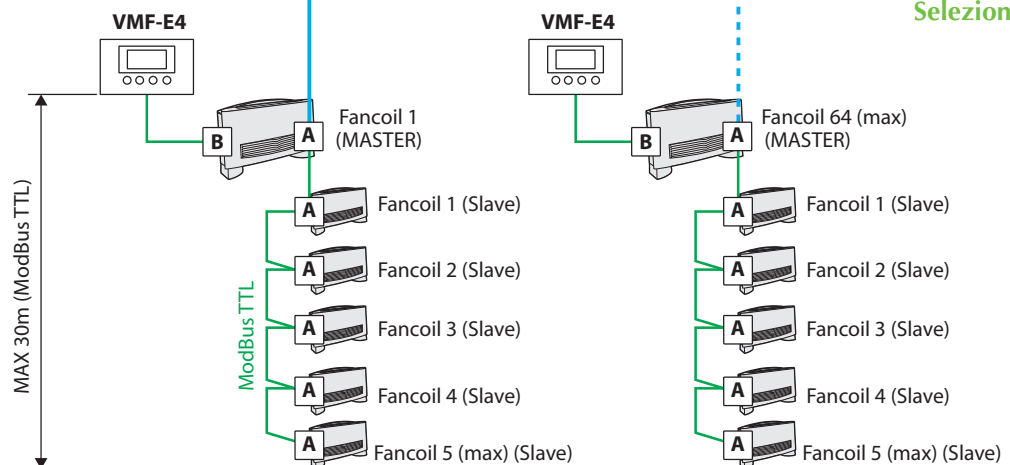 Selezion
VMF-E4
B
A
Fancoil 1
(MASTER)
A
Fancoil 1 (Slave)
A
Fancoil 2 (Slave)
A
Fancoil 3 (Slave)
A
Fancoil 4 (Slave)
A
Fancoil 5 (max) (Slave)
MAX 30m (ModBus TTL)
ModBus TTL
VMF-E4
B
A
Fancoil 64 (max)
(MASTER)
A
Fancoil 1 (Slave)
A
Fancoil 2 (Slave)
A
Fancoil 3 (Slave)
A
Fancoil 4 (Slave)
A
Fancoil 5 (max) (Slave)